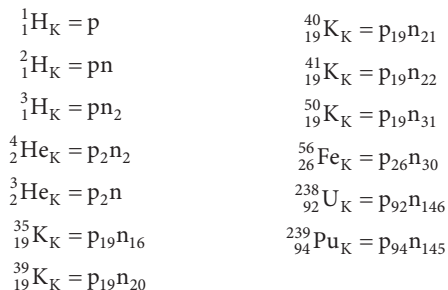 ¹₁H_K = p
²₁H_K = pn
³₁H_K = pn₂
⁴₂He_K = p₂n₂
³₂He_K = p₂n
³⁵₁₉K_K = p₁₉n₁₆
³⁹₁₉K_K = p₁₉n₂₀
⁴⁰₁₉K_K = p₁₉n₂₁
⁴¹₁₉K_K = p₁₉n₂₂
⁵⁰₁₉K_K = p₁₉n₃₁
⁵⁶₂₆Fe_K = p₂₆n₃₀
²³⁸₉₂U_K = p₉₂n₁₄₆
²³⁹₉₄Pu_K = p₉₄n₁₄₅